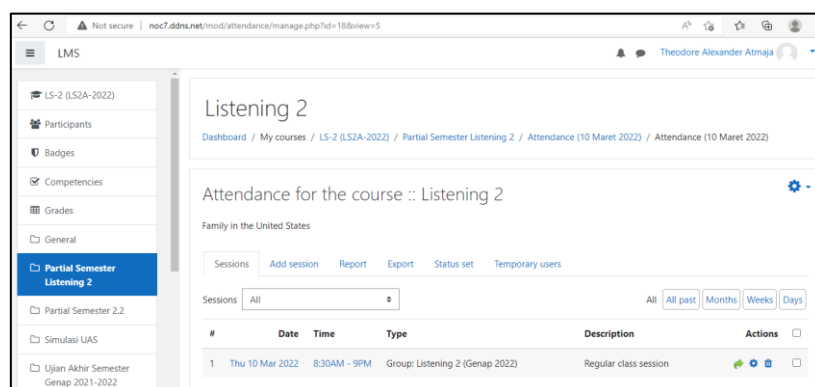 Not secure | noc7.ddns.net/mod/attendance/manage.php?id=18&view=5
LMS
Theodore Alexander Atmaja
LS-2 (LS2A-2022)
Participants
Badges
Competencies
Grades
General
Partial Semester
Listening 2
Partial Semester 2.2
Simulasi UAS
Ujian Akhir Semester
Genap 2021-2022
Listening 2
Dashboard / My courses / LS-2 (LS2A-2022) / Partial Semester Listening 2 / Attendance (10 Maret 2022) / Attendance (10 Maret 2022)
Attendance for the course :: Listening 2
Family in the United States
Sessions Add session Report Export Status set Temporary users
Sessions All All All past Months Weeks Days
# Date Time Type Description Actions
1 Thu 10 Mar 2022 8:30AM - 9PM Group: Listening 2 (Genap 2022) Regular class session